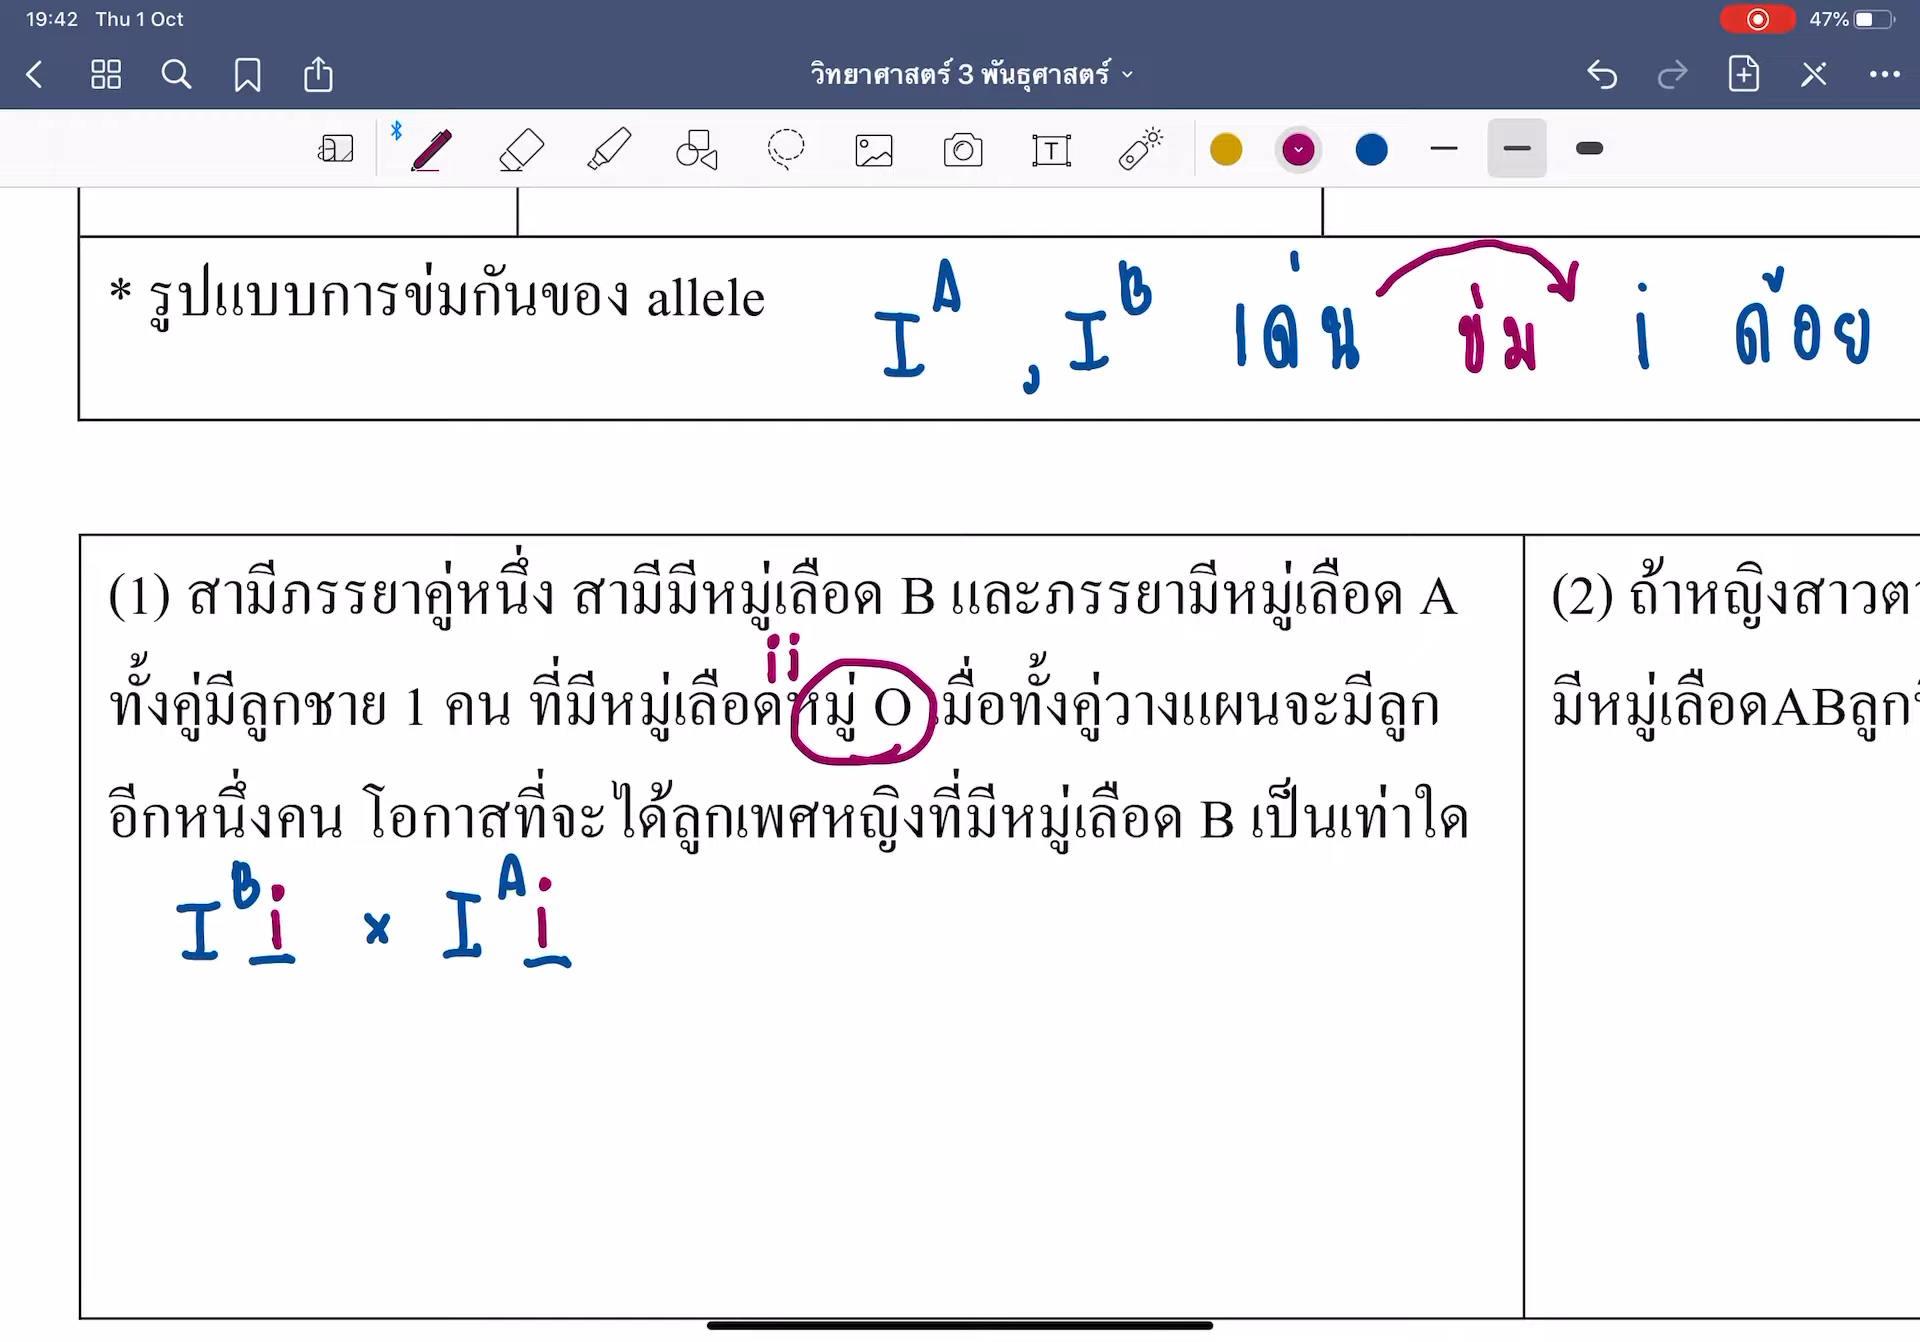 19:42 Thu 1 Oct 47%
วิทยาศาสตร์ 3 พันธุศาสตร์
* รูปแบบการข่มกันของ allele I^A , I^B เด่น ข่ม i ด้อย
(1) สามีภรรยาคู่หนึ่ง สามีมีหมู่เลือด B และภรรยามีหมู่เลือด A
ii
ทั้งคู่มีลูกชาย 1 คน ที่มีหมู่เลือดหมู่ O เมื่อทั้งคู่วางแผนจะมีลูก
อีกหนึ่งคน โอกาสที่จะได้ลูกเพศหญิงที่มีหมู่เลือด B เป็นเท่าใด
I^B i × I^A i
(2) ถ้าหญิงสาวตา
มีหมู่เลือดABลูก